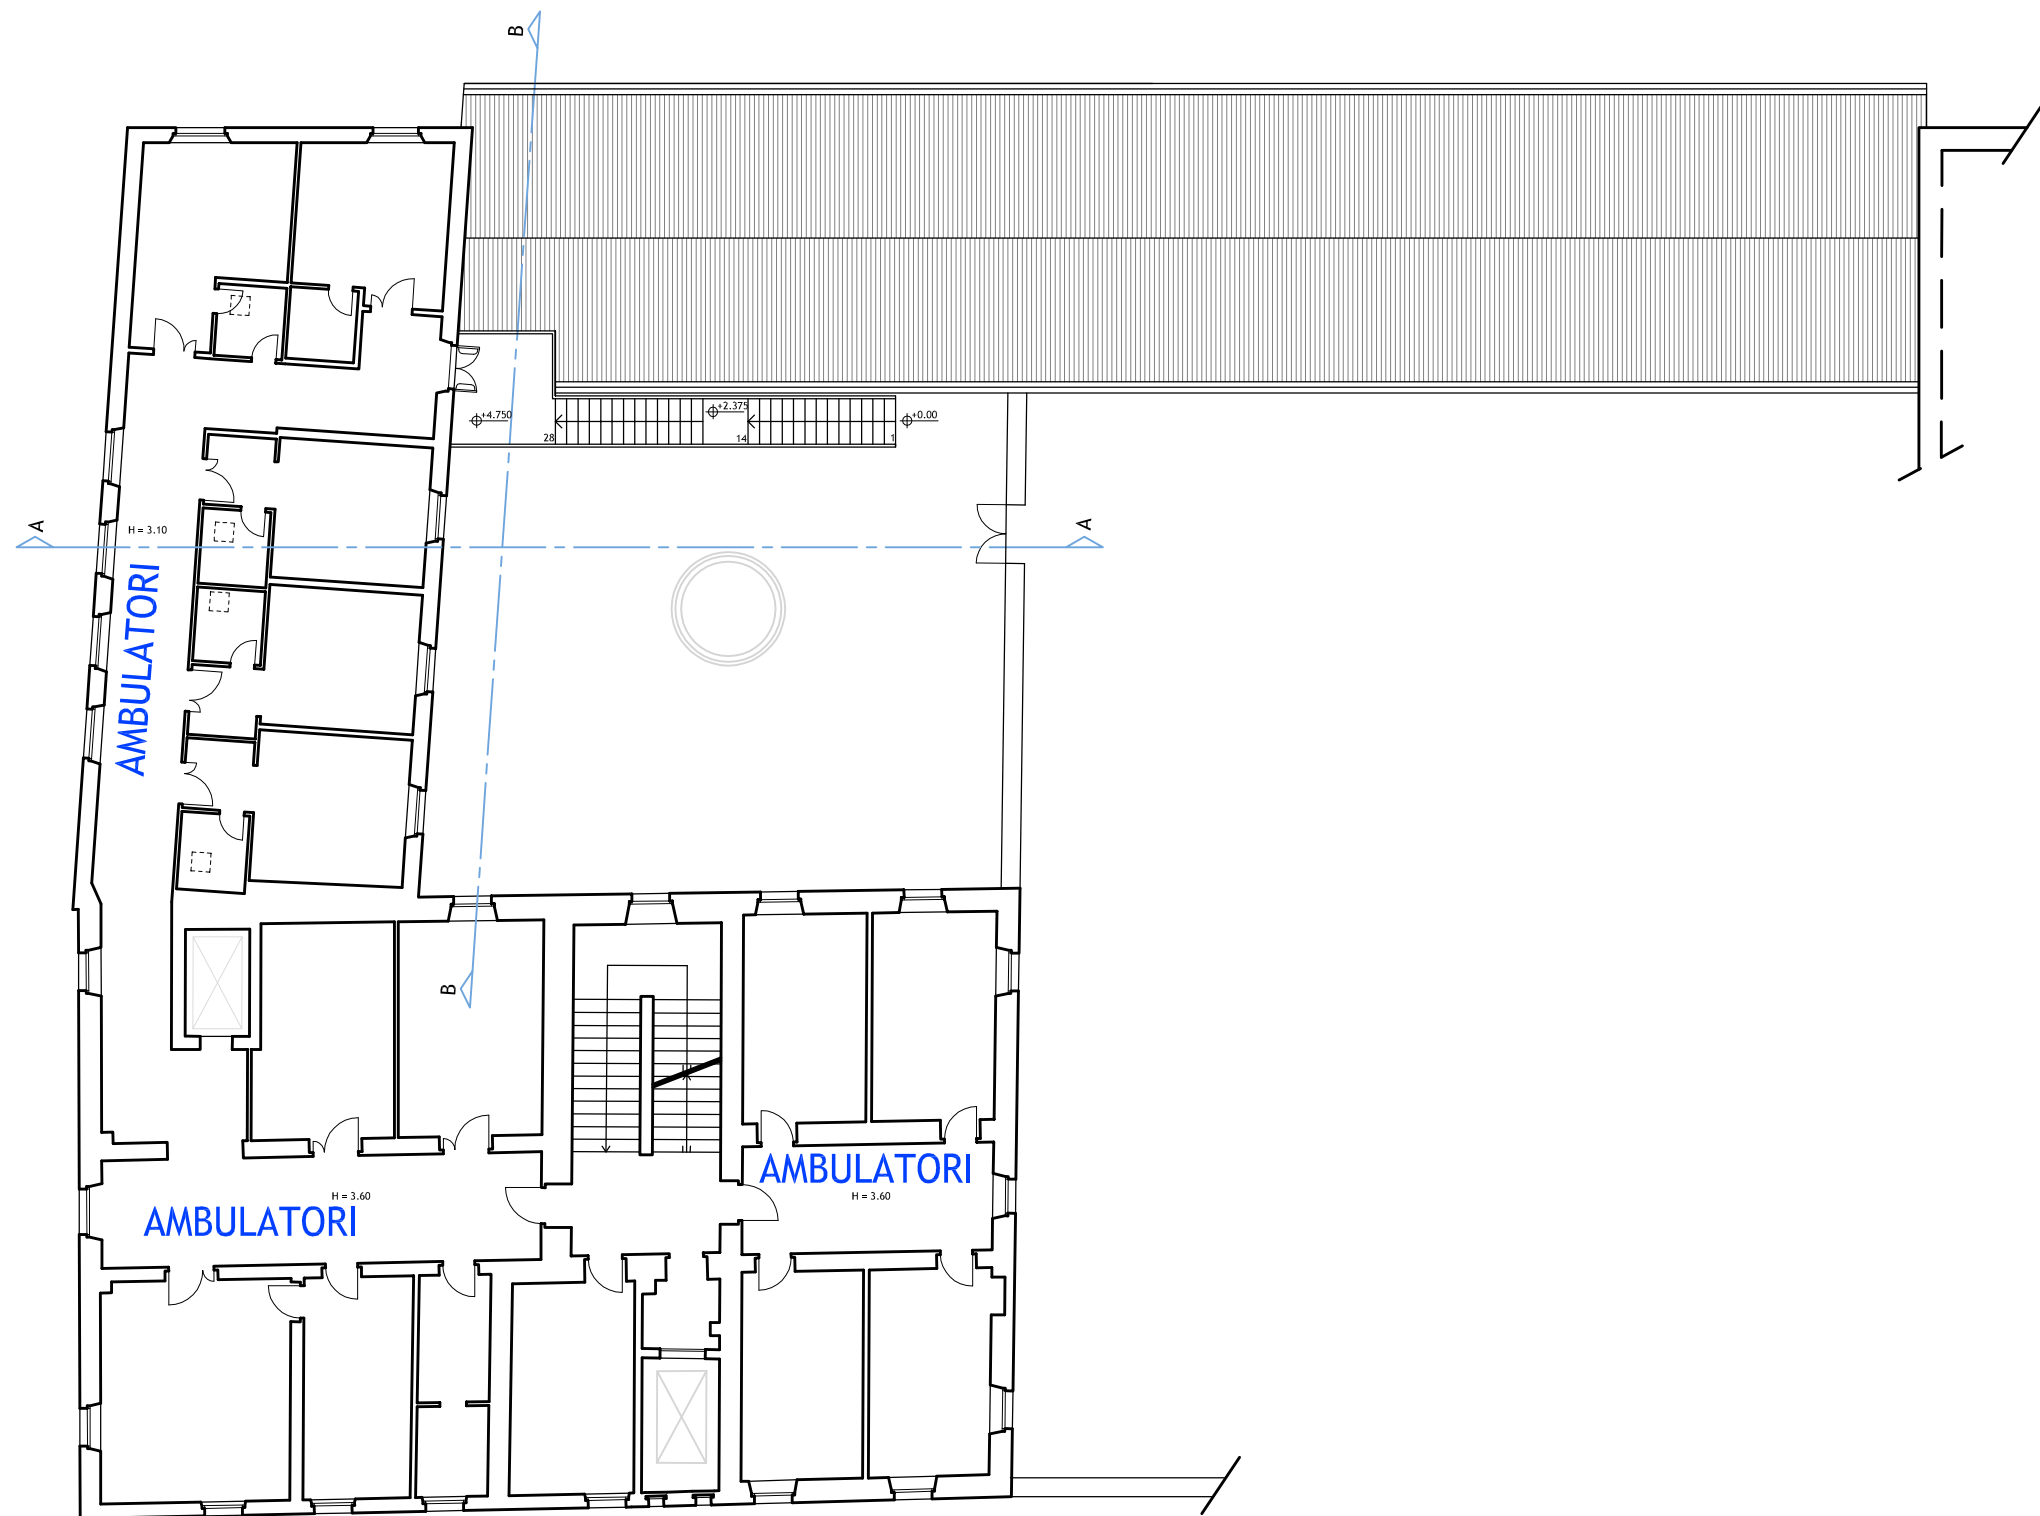 B
+4.750
+2.375
+0.00
28
14
1
A
H = 3.10
A
AMBULATORI
B
AMBULATORI
H = 3.60
H = 3.60
AMBULATORI